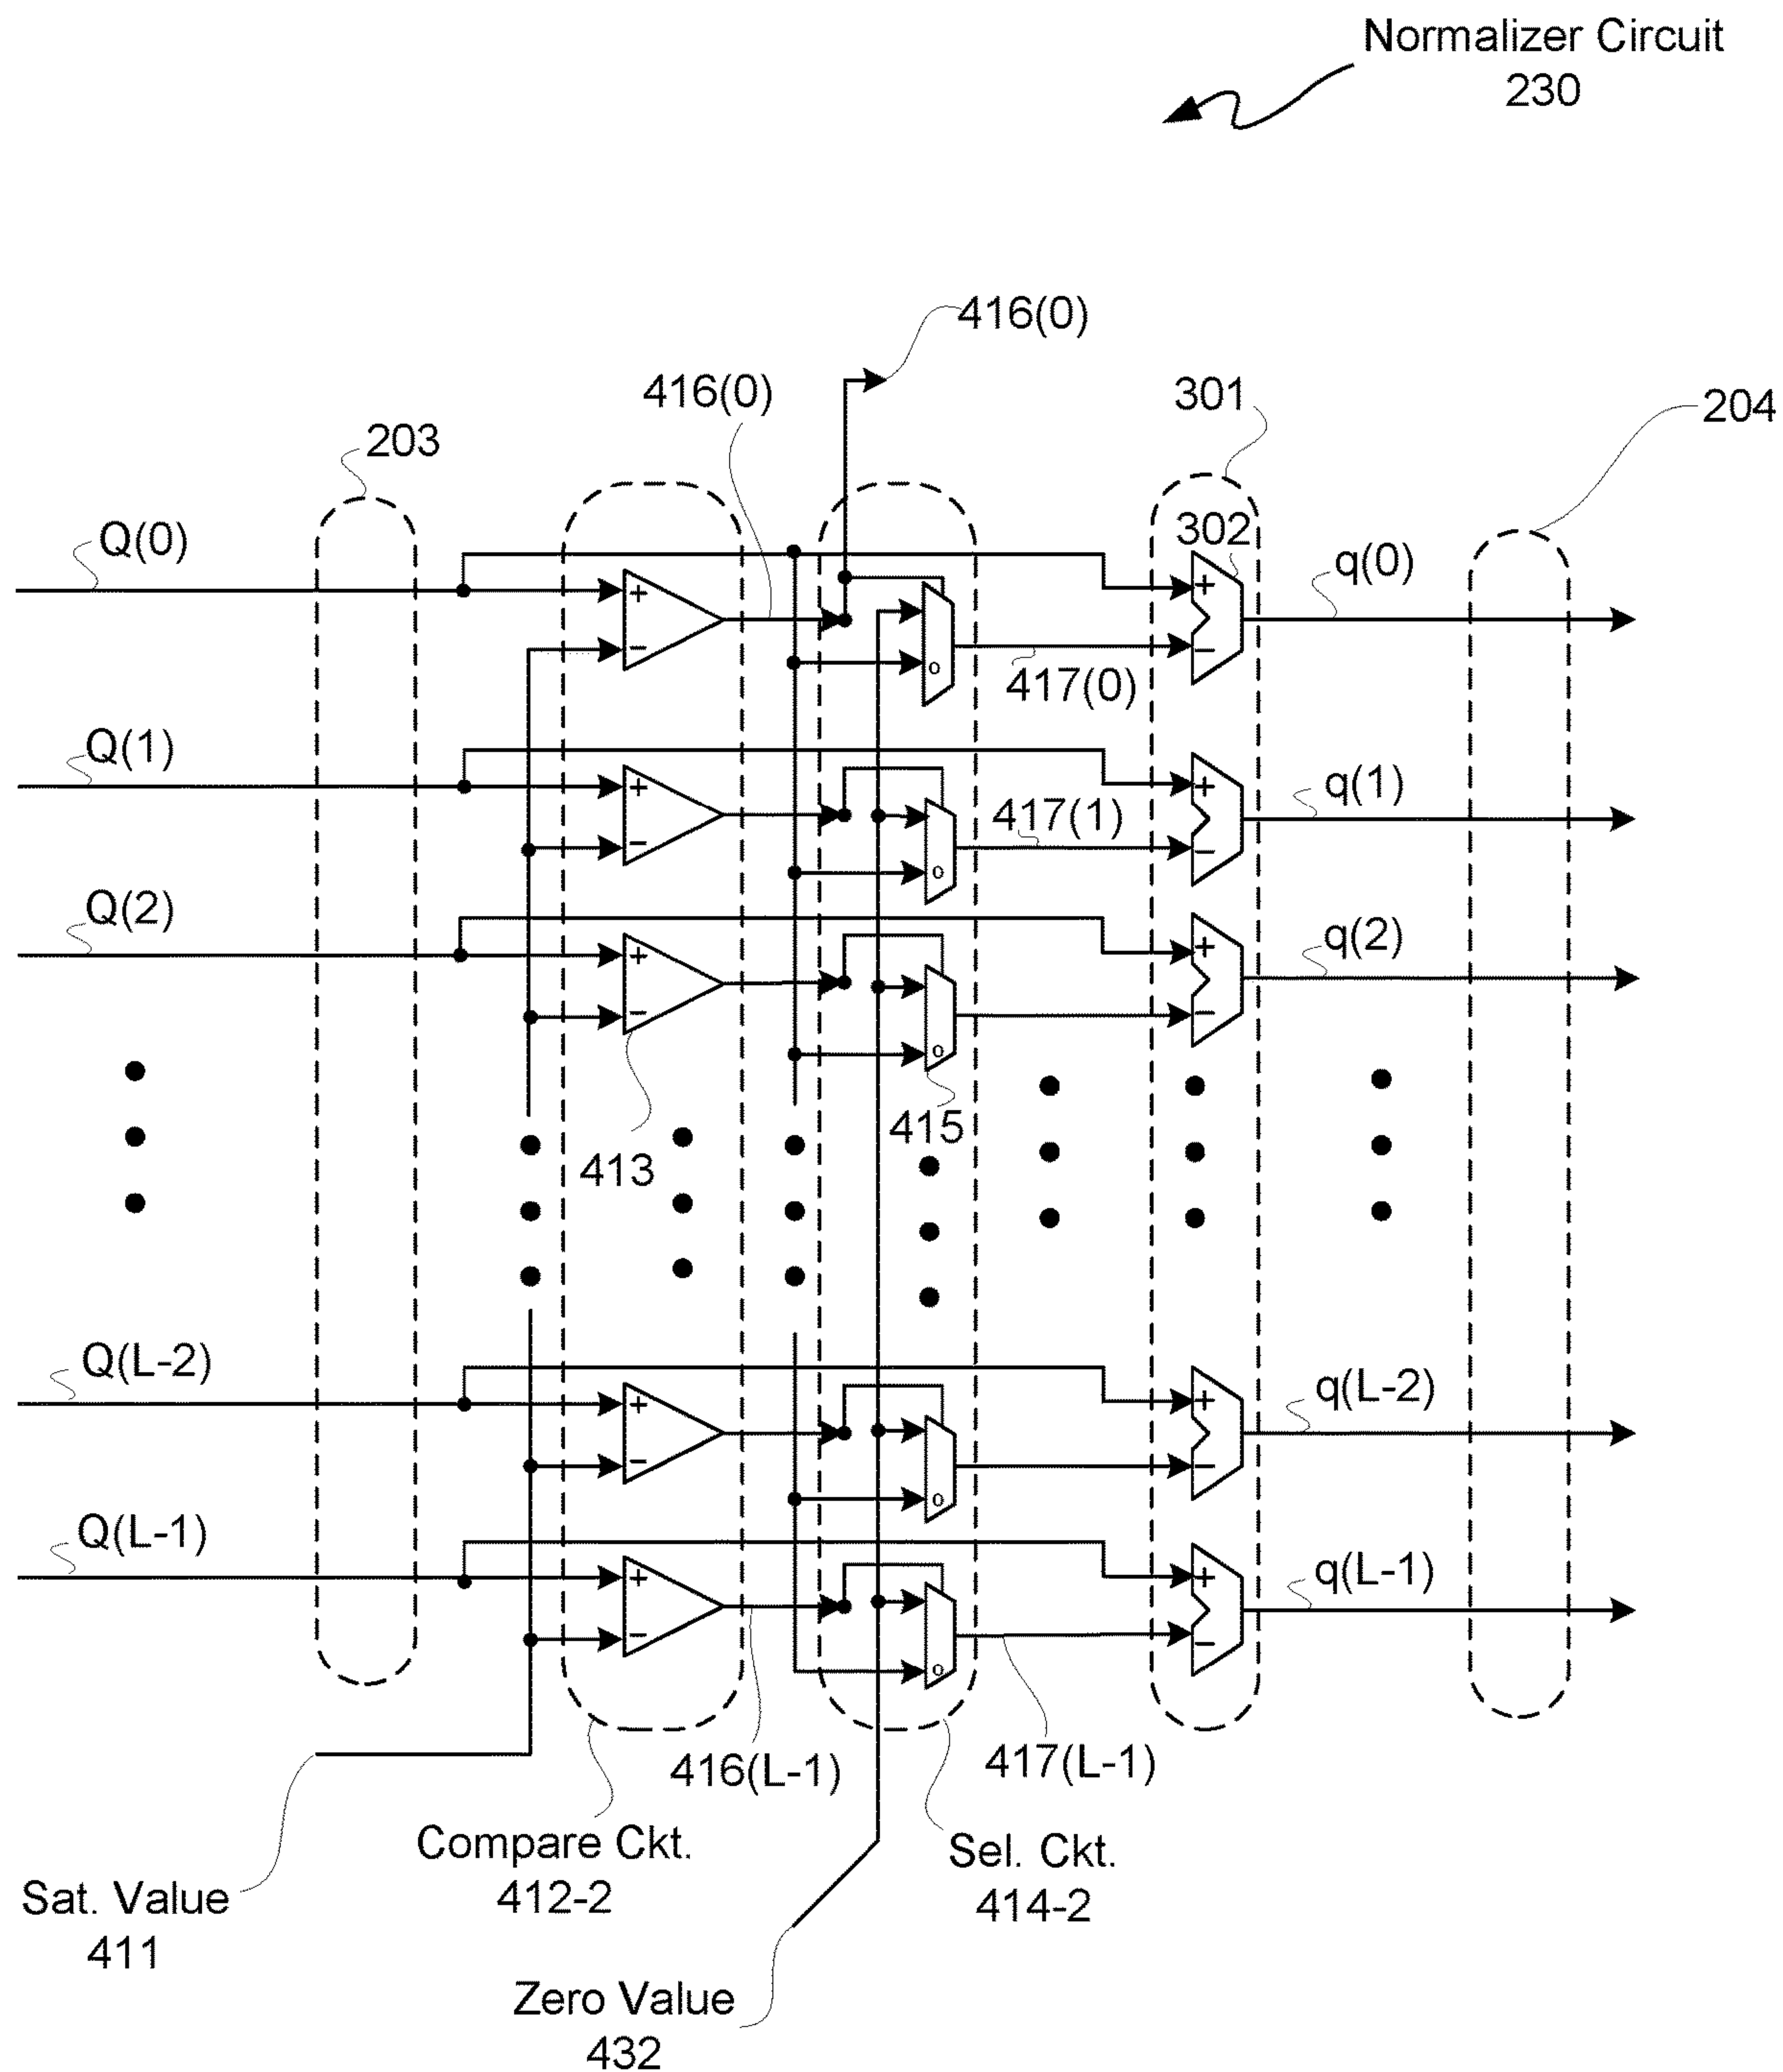 Normalizer Circuit
230
416(0)
416(0)
301
204
203
302
Q(0)
+
−
o
+
−
q(0)
417(0)
Q(1)
+
−
o
+
−
417(1)
q(1)
Q(2)
+
−
o
+
−
q(2)
413
415
Q(L-2)
+
−
o
+
−
q(L-2)
Q(L-1)
+
−
o
+
−
q(L-1)
416(L-1)
417(L-1)
Compare Ckt.
412-2
Sel. Ckt.
414-2
Sat. Value
411
Zero Value
432